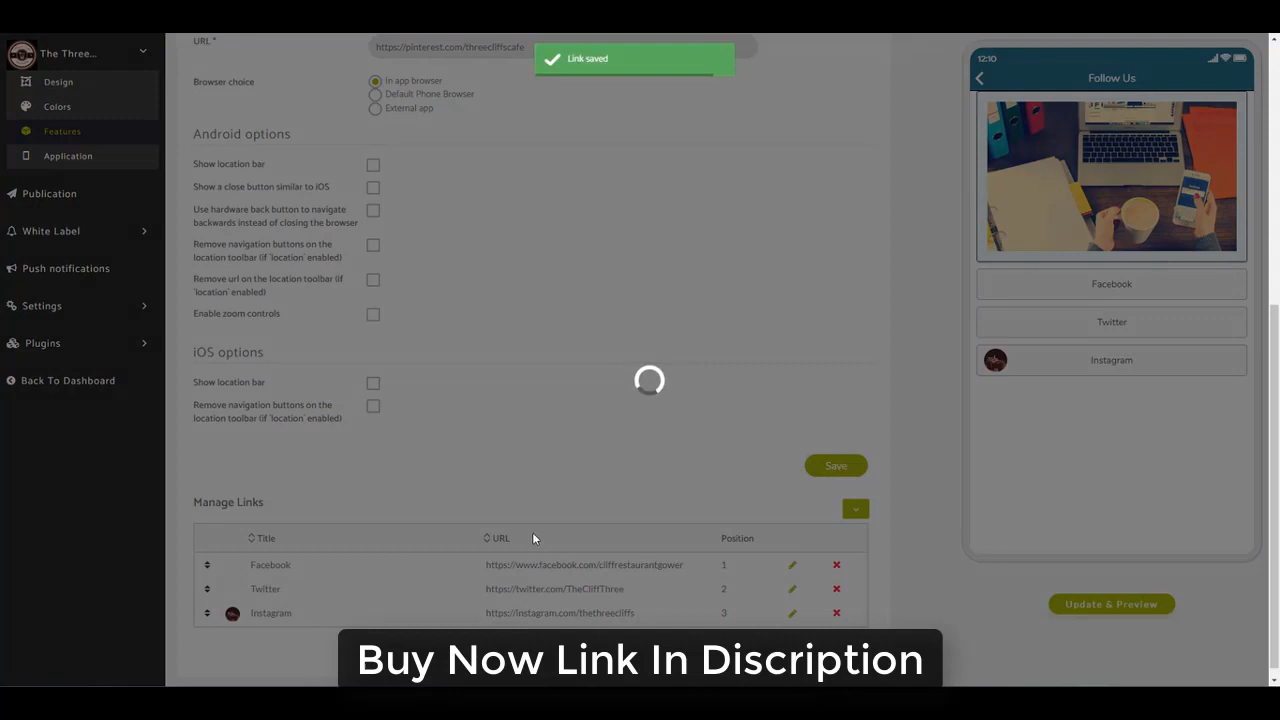 The Three...
Design
Colors
Features
Application
Publication
White Label
Push notifications
Settings
Plugins
Back To Dashboard
URL *
https://pinterest.com/threecliffscafe
Link saved
Browser choice
In app browser
Default Phone Browser
External app
Android options
Show location bar
Show a close button similar to iOS
Use hardware back button to navigate
backwards instead of closing the browser
Remove navigation buttons on the
location toolbar (if `location` enabled)
Remove url on the location toolbar (if
`location` enabled)
Enable zoom controls
iOS options
Show location bar
Remove navigation buttons on the
location toolbar (if `location` enabled)
Save
Manage Links
Title URL Position
Facebook https://www.facebook.com/cliffrestaurantgower 1
Twitter https://twitter.com/TheCliffThree 2
Instagram https://instagram.com/thethreecliffs 3
12:10
Follow Us
Facebook
Twitter
Instagram
Update & Preview
Buy Now Link In Discription